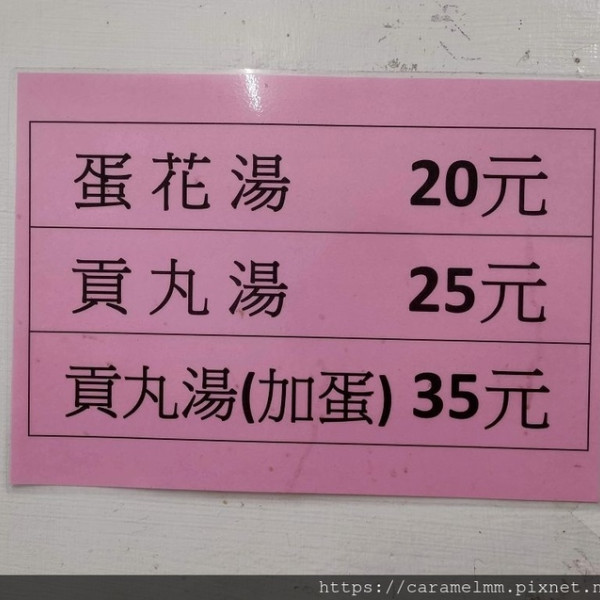 蛋花湯 20元
貢丸湯 25元
貢丸湯(加蛋) 35元
https://caramelmm.pixnet.n